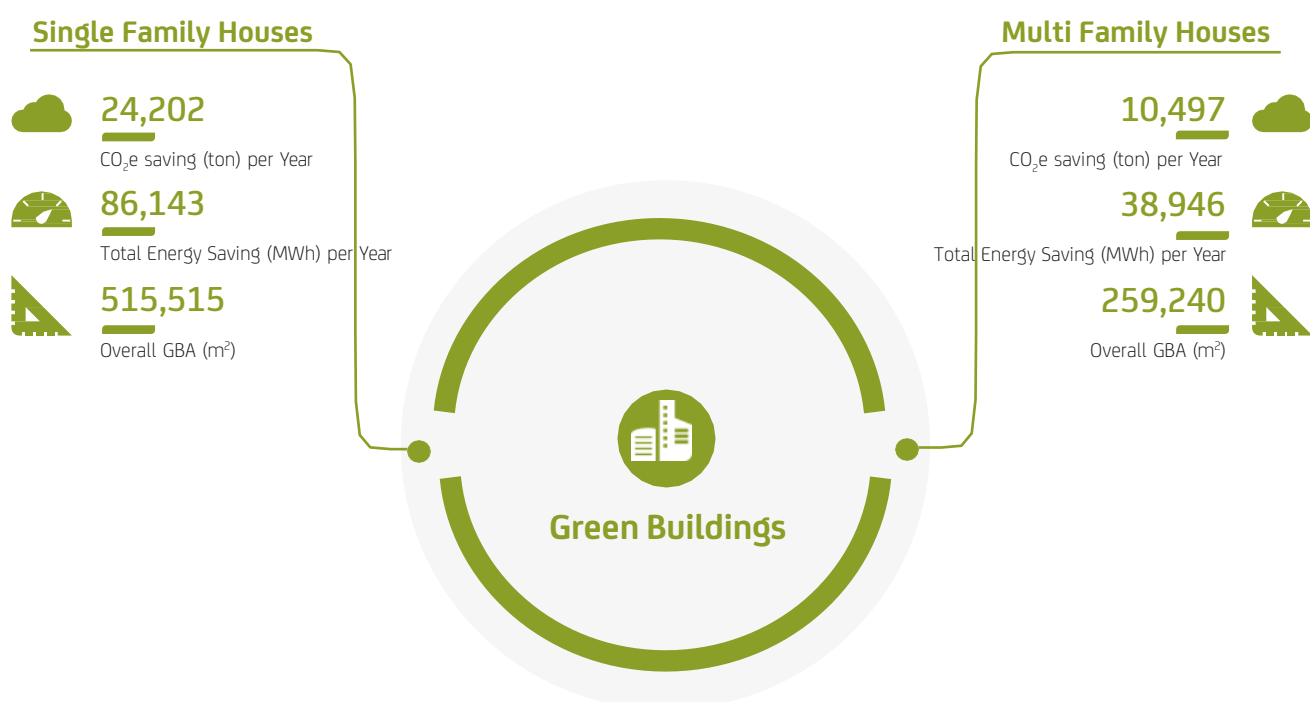 Single Family Houses
24,202
CO₂e saving (ton) per Year
86,143
Total Energy Saving (MWh) per Year
515,515
Overall GBA (m²)
Multi Family Houses
10,497
CO₂e saving (ton) per Year
38,946
Total Energy Saving (MWh) per Year
259,240
Overall GBA (m²)
Green Buildings